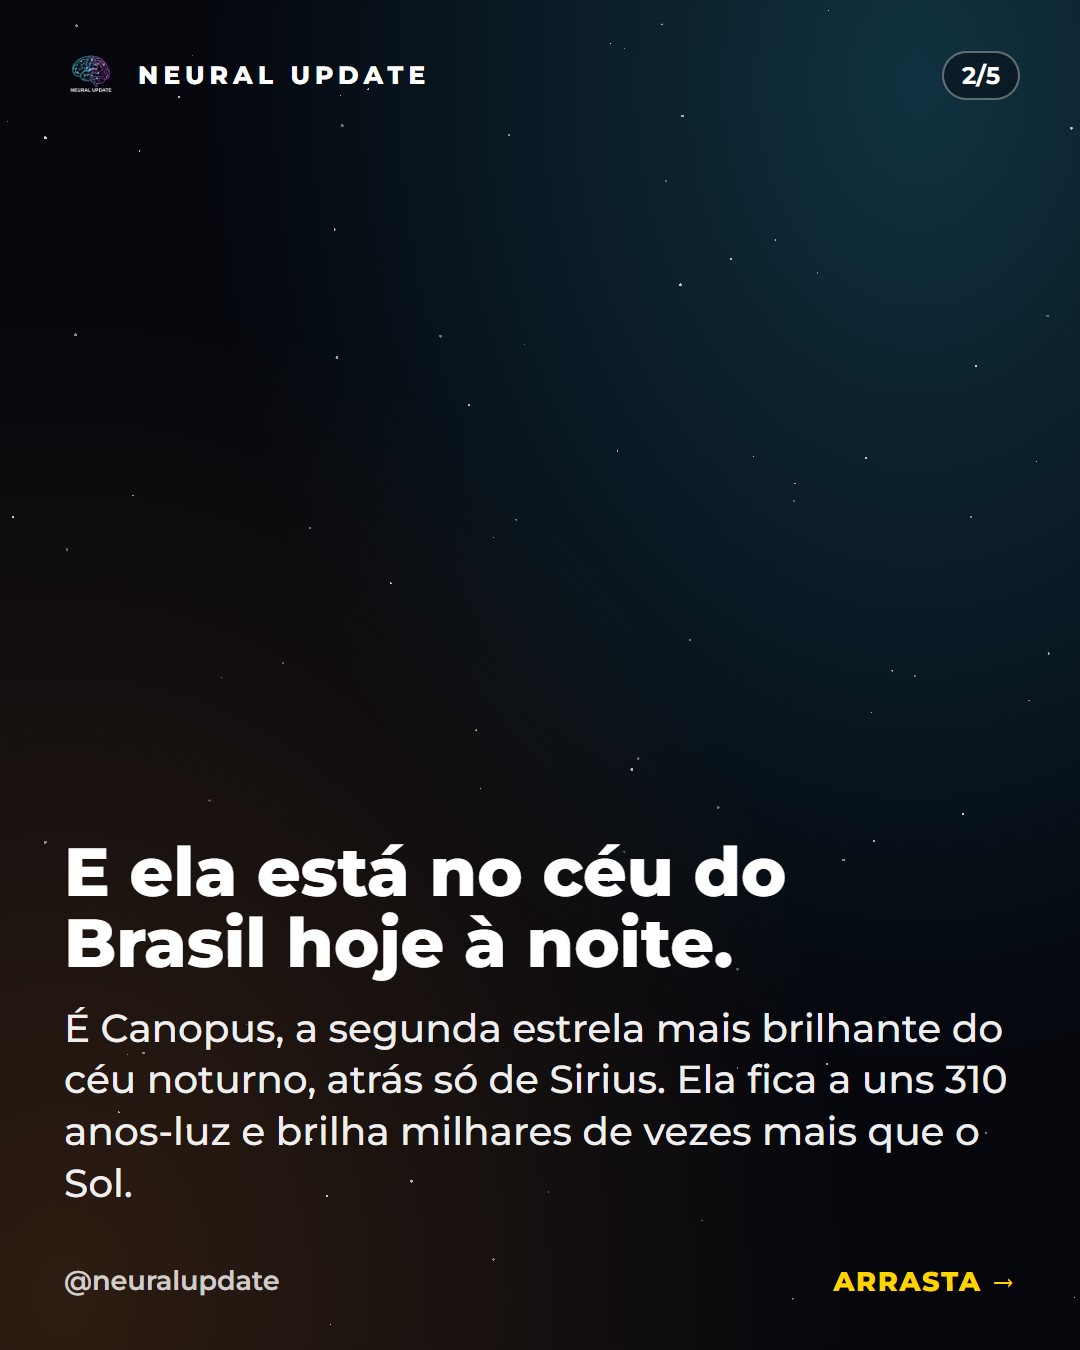 NEURAL UPDATE
NEURAL UPDATE
2/5
E ela está no céu do
Brasil hoje à noite.
É Canopus, a segunda estrela mais brilhante do
céu noturno, atrás só de Sirius. Ela fica a uns 310
anos-luz e brilha milhares de vezes mais que o
Sol.
@neuralupdate
ARRASTA →